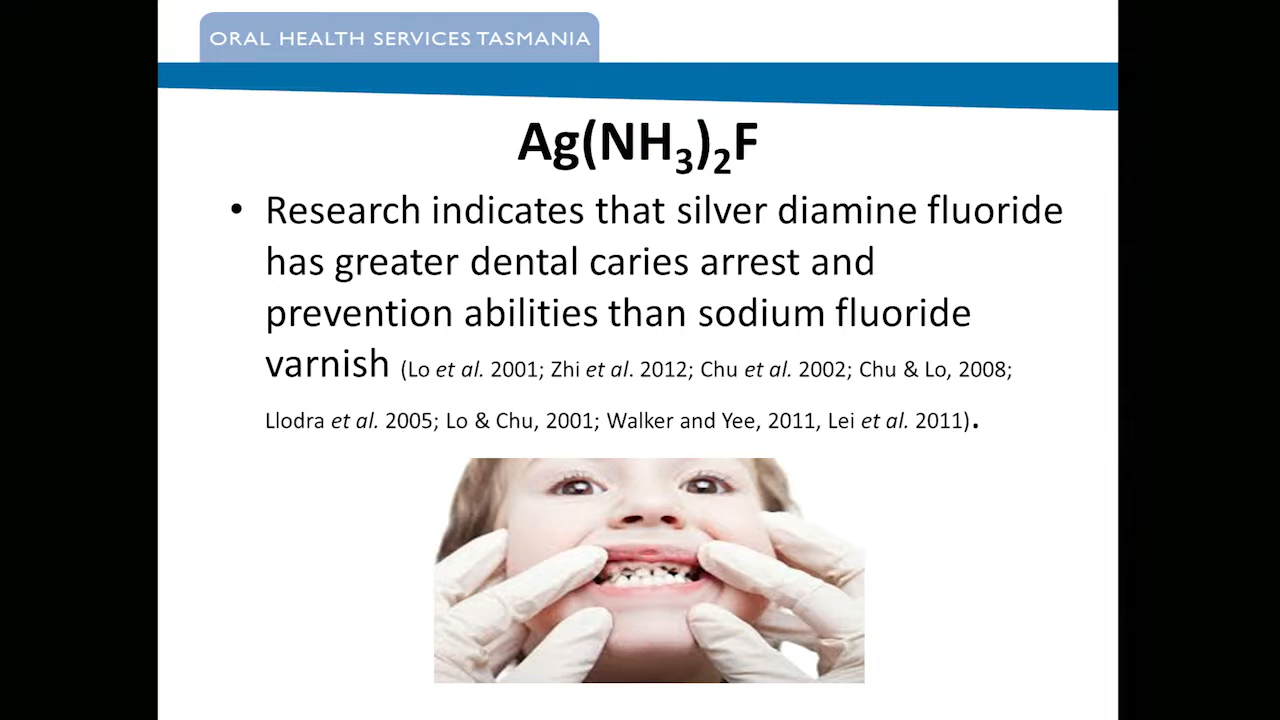 ORAL HEALTH SERVICES TASMANIA
Ag(NH₃)₂F
• Research indicates that silver diamine fluoride
has greater dental caries arrest and
prevention abilities than sodium fluoride
varnish (Lo et al. 2001; Zhi et al. 2012; Chu et al. 2002; Chu & Lo, 2008;
Llodra et al. 2005; Lo & Chu, 2001; Walker and Yee, 2011, Lei et al. 2011).